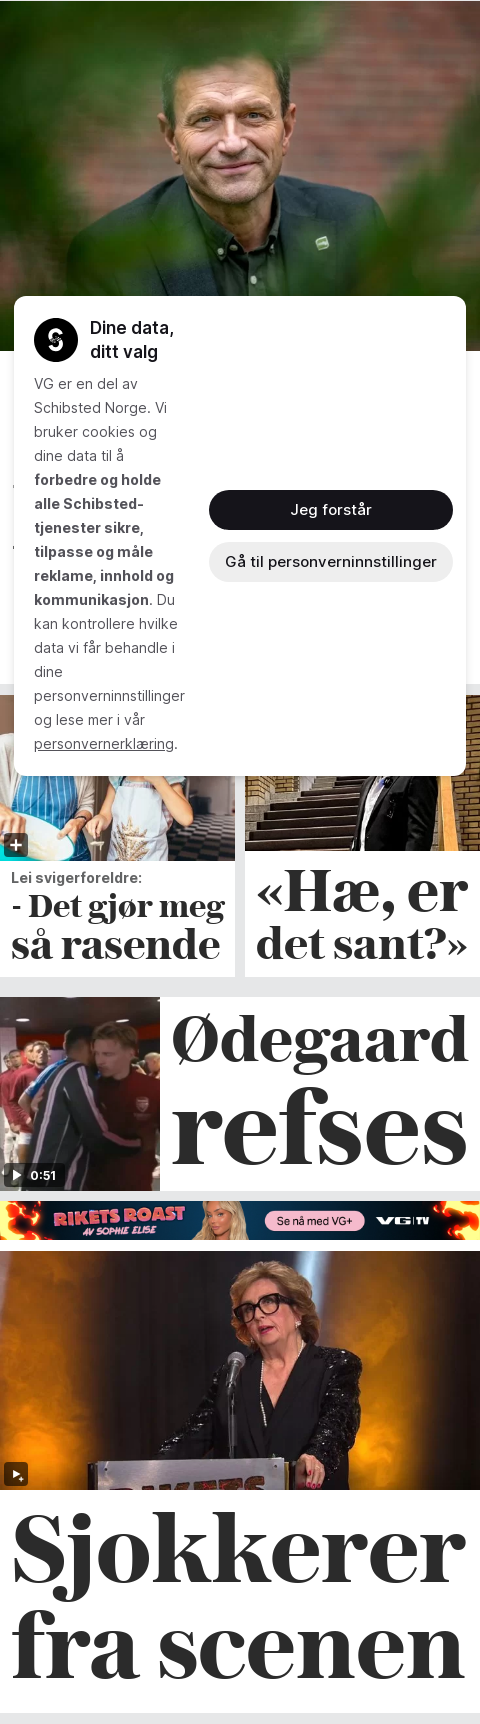 Dine data,
ditt valg
VG er en del av
Schibsted Norge. Vi
bruker cookies og
dine data til å
forbedre og holde
alle Schibsted-
tjenester sikre,
tilpasse og måle
reklame, innhold og
kommunikasjon. Du
kan kontrollere hvilke
data vi får behandle i
dine
personverninnstillinger
og lese mer i vår
personvernerklæring.
Jeg forstår
Gå til personverninnstillinger
Lei svigerforeldre:
- Det gjør meg
så rasende
«Hæ, er
det sant?»
Ødegaard
refses
0:51
RIKETS ROAST
AV SOPHIE ELISE
Se nå med VG+
VG|TV
Sjokkerer
fra scenen